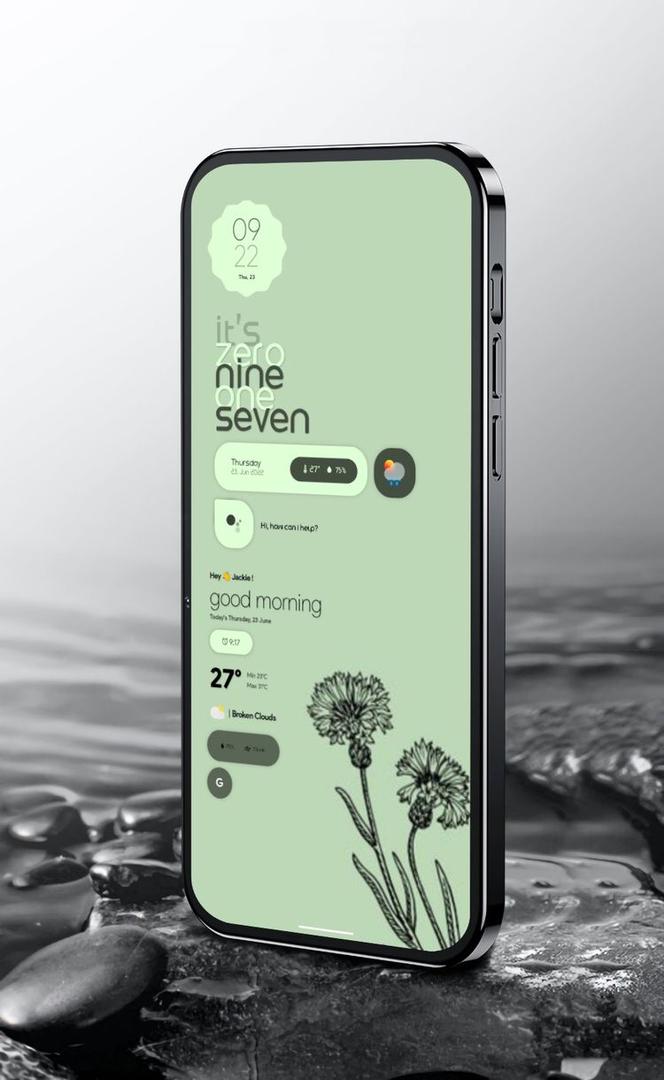 09
22
Thu, 23
it's
zero
nine
one
seven
Thursday
23. Jun 2022
27° 75%
Hi, how can i help?
Hey 👋 Jackie !
good morning
Today's Thursday, 23 June
9:17
27°
Min 23°C
Max 31°C
| Broken Clouds
G